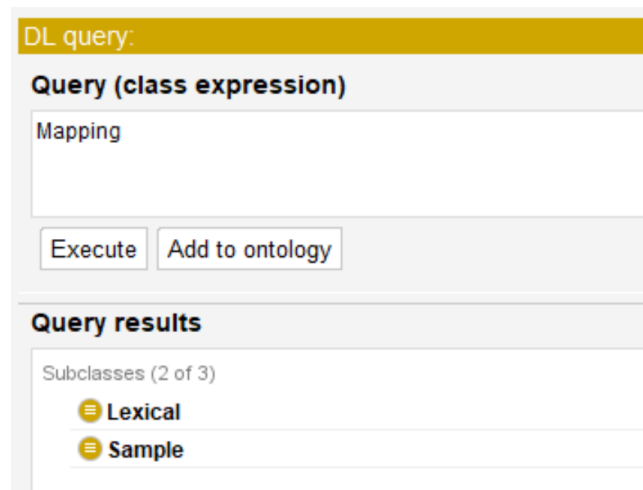 DL query:
Query (class expression)
Mapping
Execute Add to ontology
Query results
Subclasses (2 of 3)
Lexical
Sample